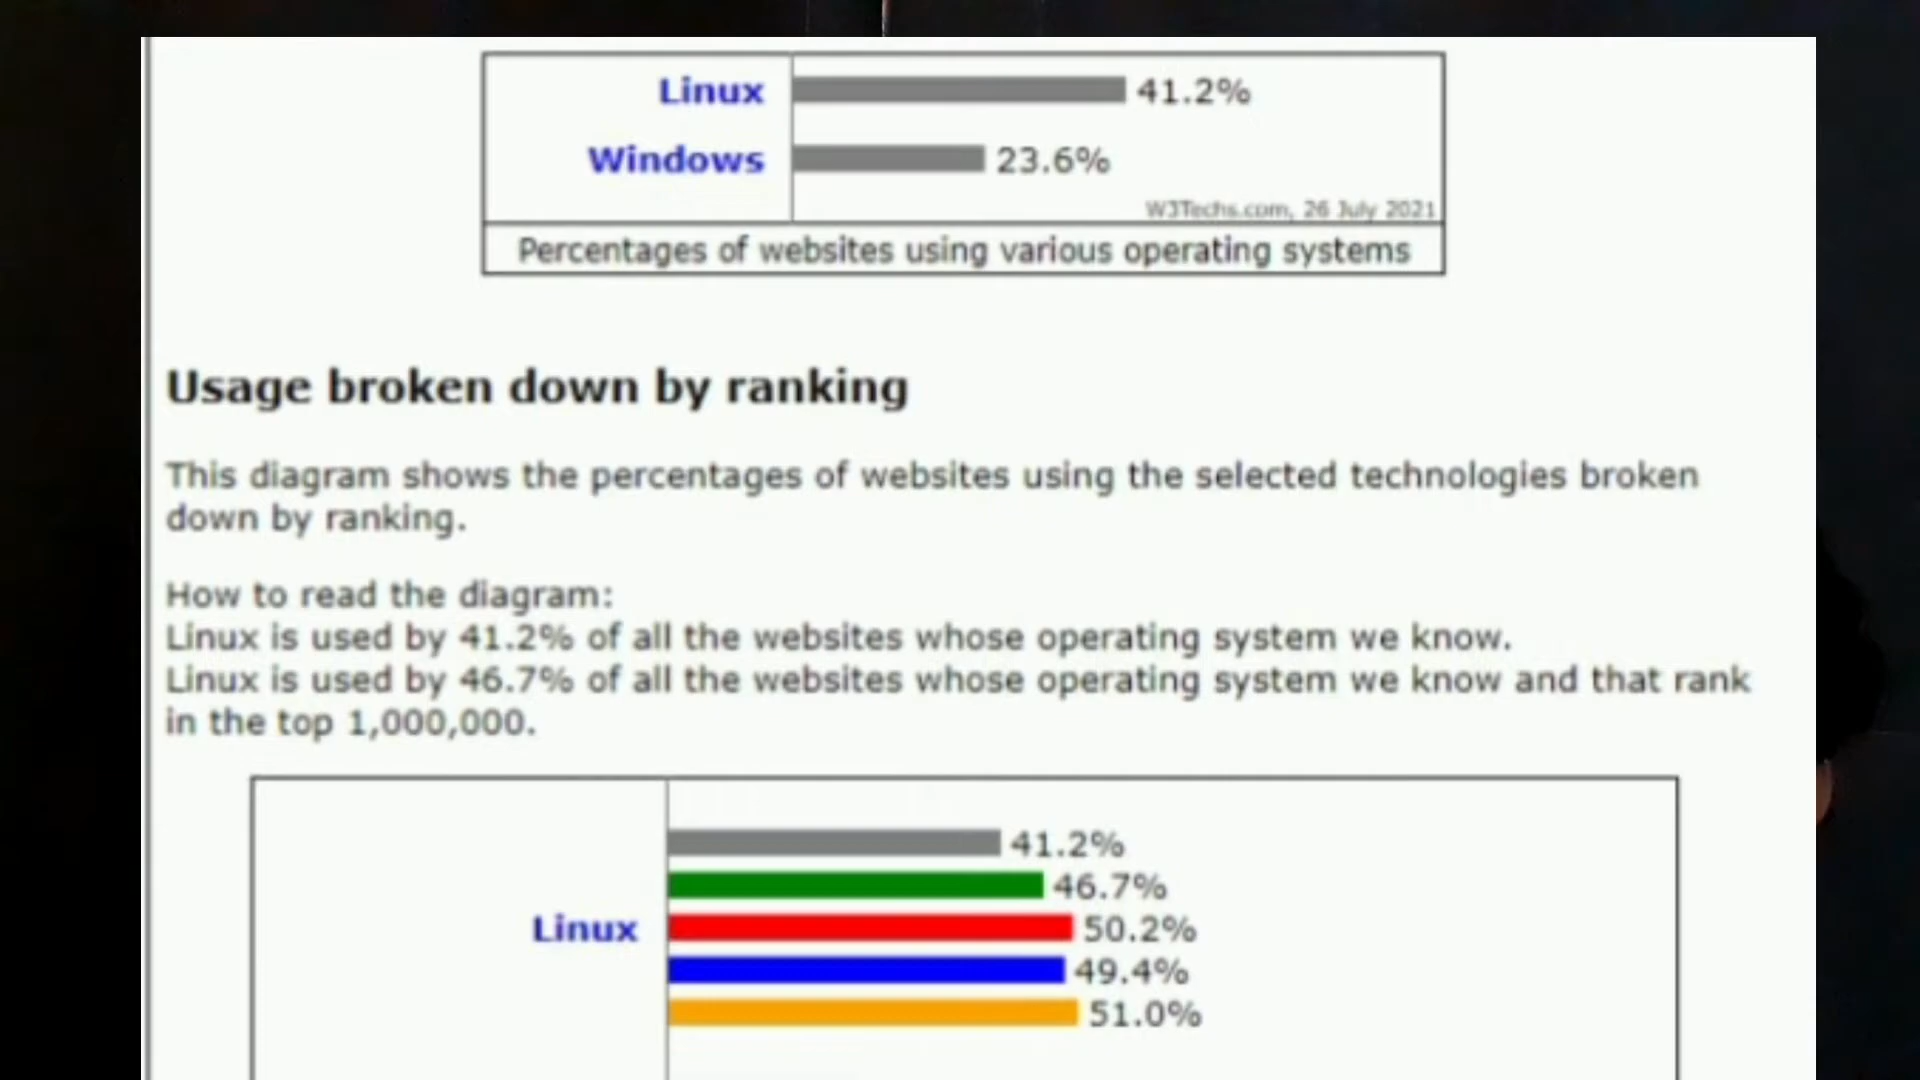 Linux 41.2%
Windows 23.6%
W3Techs.com, 26 July 2021
Percentages of websites using various operating systems
Usage broken down by ranking
This diagram shows the percentages of websites using the selected technologies broken
down by ranking.
How to read the diagram:
Linux is used by 41.2% of all the websites whose operating system we know.
Linux is used by 46.7% of all the websites whose operating system we know and that rank
in the top 1,000,000.
41.2%
46.7%
Linux 50.2%
49.4%
51.0%